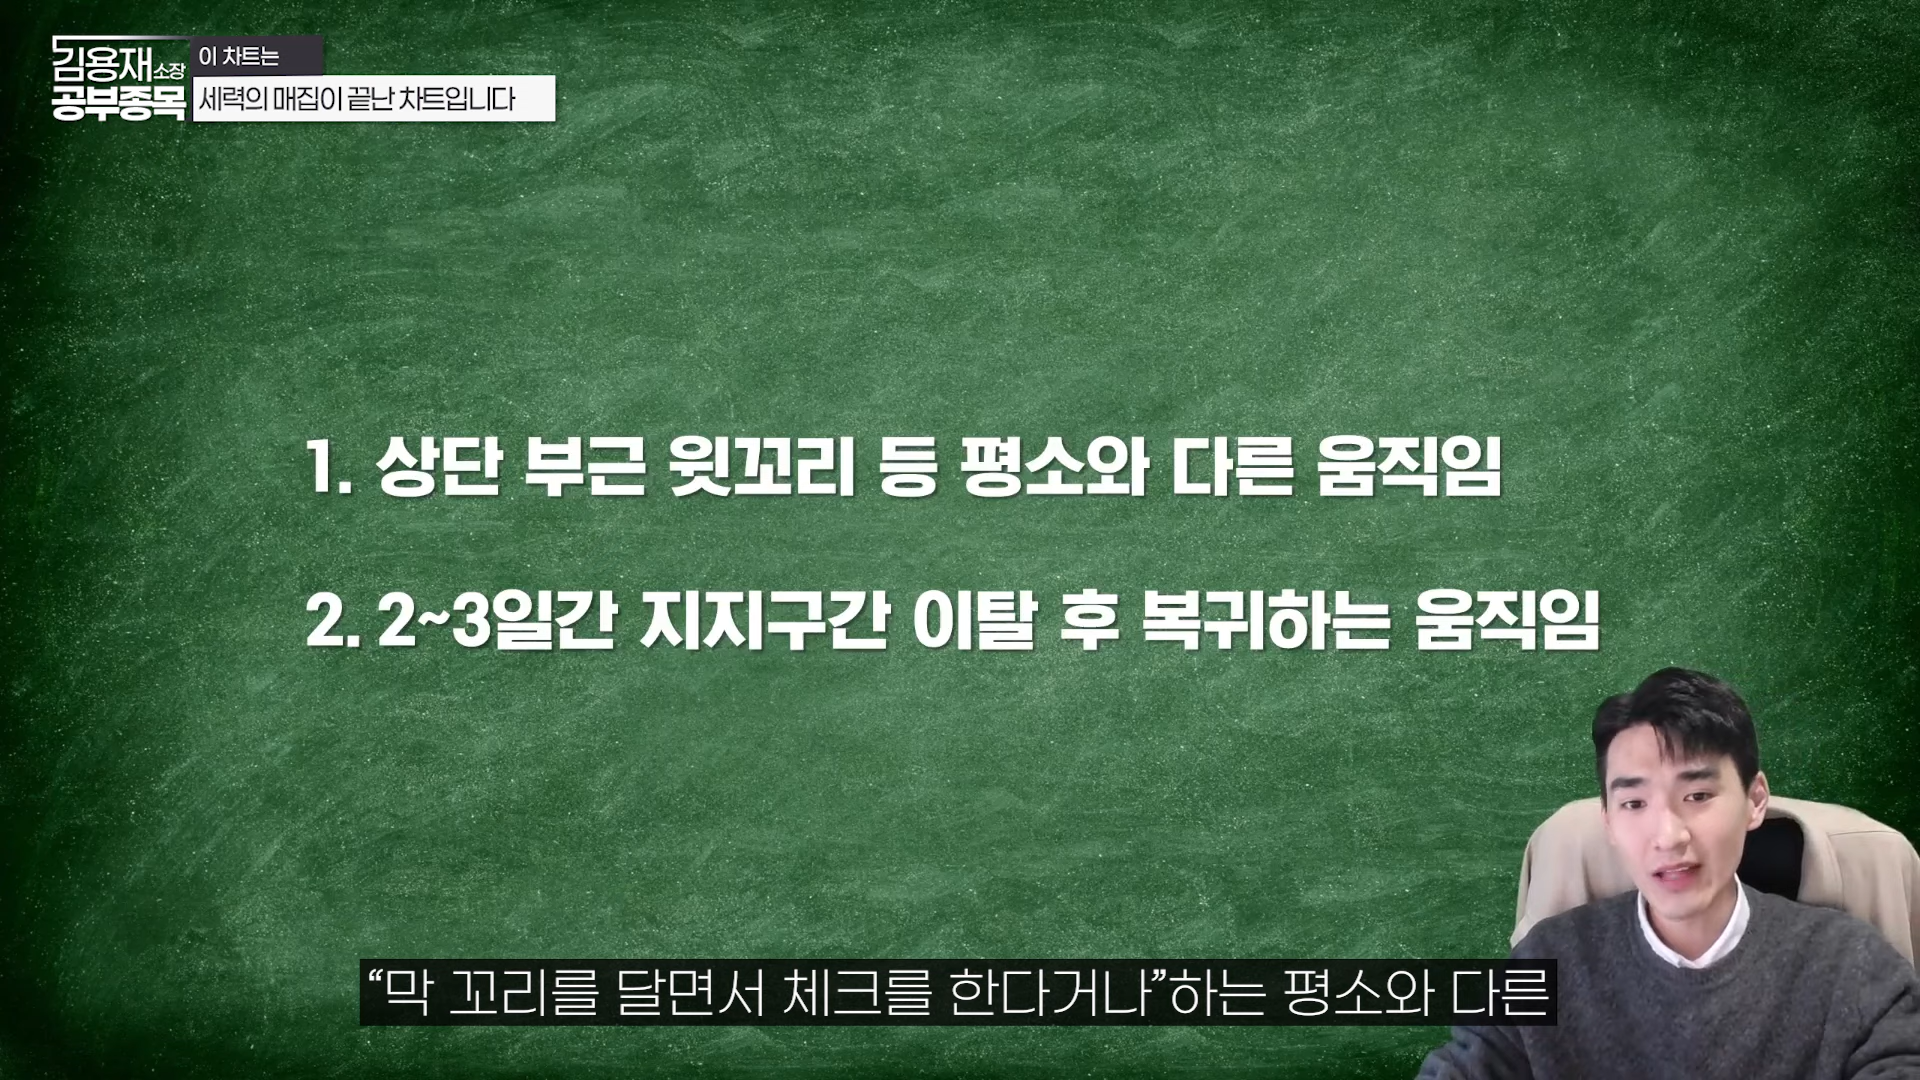 김용재 소장
공부종목
이 차트는
세력의 매집이 끝난 차트입니다
1. 상단 부근 윗꼬리 등 평소와 다른 움직임
2. 2~3일간 지지구간 이탈 후 복귀하는 움직임
“막 꼬리를 달면서 체크를 한다거나”하는 평소와 다른